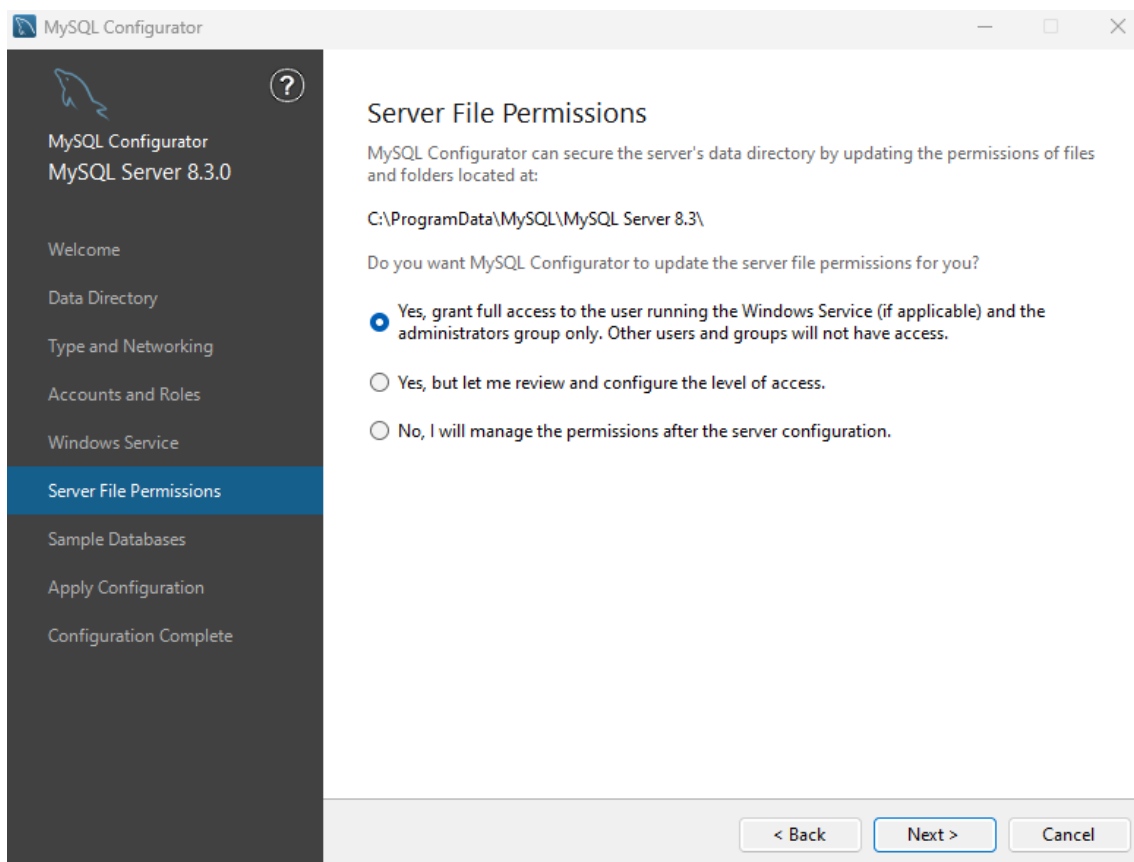 MySQL Configurator
?
MySQL Configurator
MySQL Server 8.3.0
Welcome
Data Directory
Type and Networking
Accounts and Roles
Windows Service
Server File Permissions
Sample Databases
Apply Configuration
Configuration Complete
Server File Permissions
MySQL Configurator can secure the server's data directory by updating the permissions of files
and folders located at:
C:\ProgramData\MySQL\MySQL Server 8.3\
Do you want MySQL Configurator to update the server file permissions for you?
Yes, grant full access to the user running the Windows Service (if applicable) and the
administrators group only. Other users and groups will not have access.
Yes, but let me review and configure the level of access.
No, I will manage the permissions after the server configuration.
< Back
Next >
Cancel